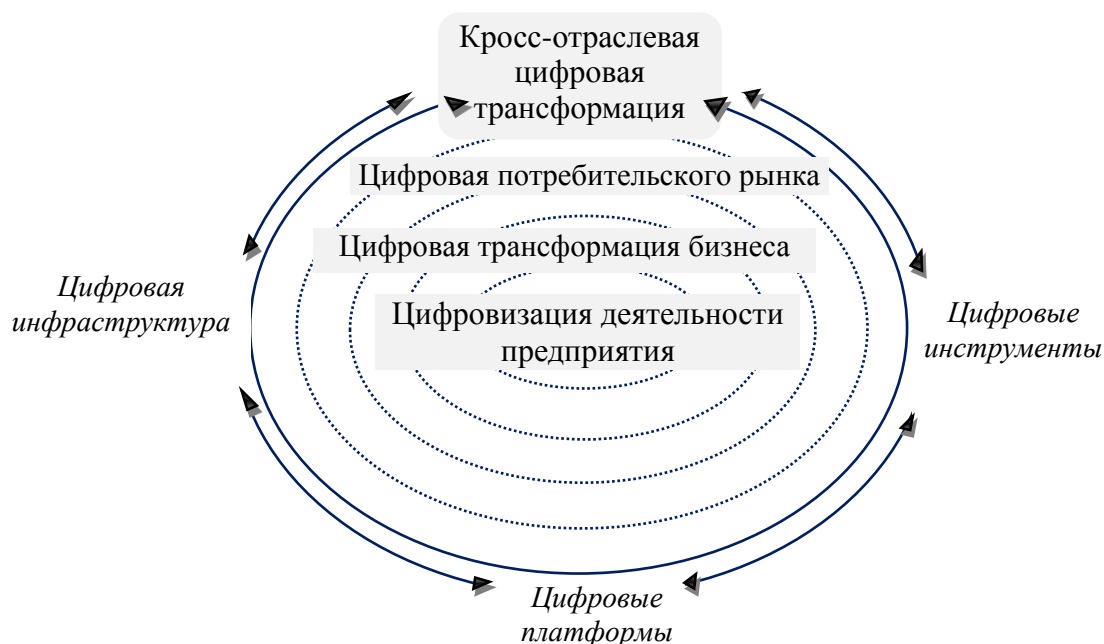 Кросс-отраслевая
цифровая
трансформация
Цифровая потребительского рынка
Цифровая трансформация бизнеса
Цифровизация деятельности
предприятия
Цифровая
инфраструктура
Цифровые
инструменты
Цифровые
платформы